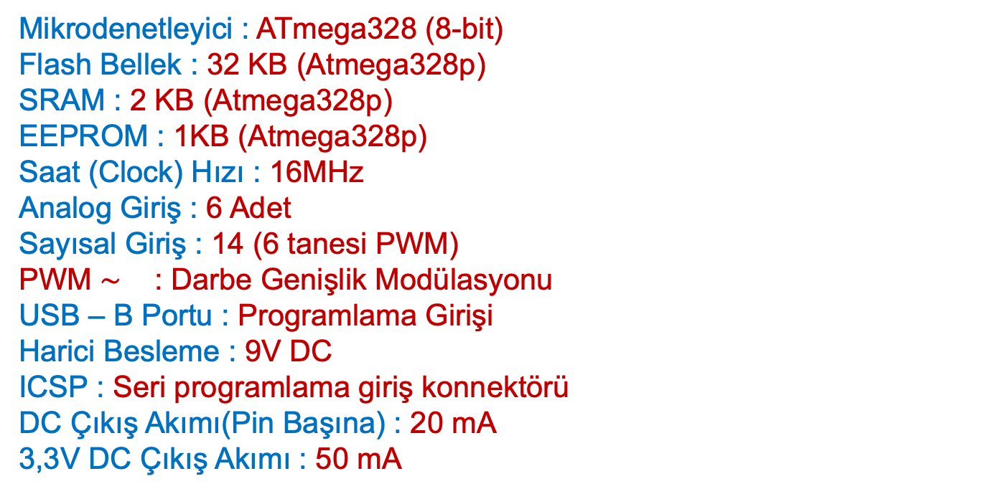 Mikrodenetleyici : ATmega328 (8-bit)
Flash Bellek : 32 KB (Atmega328p)
SRAM : 2 KB (Atmega328p)
EEPROM : 1KB (Atmega328p)
Saat (Clock) Hızı : 16MHz
Analog Giriş : 6 Adet
Sayısal Giriş : 14 (6 tanesi PWM)
PWM ~ : Darbe Genişlik Modülasyonu
USB – B Portu : Programlama Girişi
Harici Besleme : 9V DC
ICSP : Seri programlama giriş konnektörü
DC Çıkış Akımı(Pin Başına) : 20 mA
3,3V DC Çıkış Akımı : 50 mA